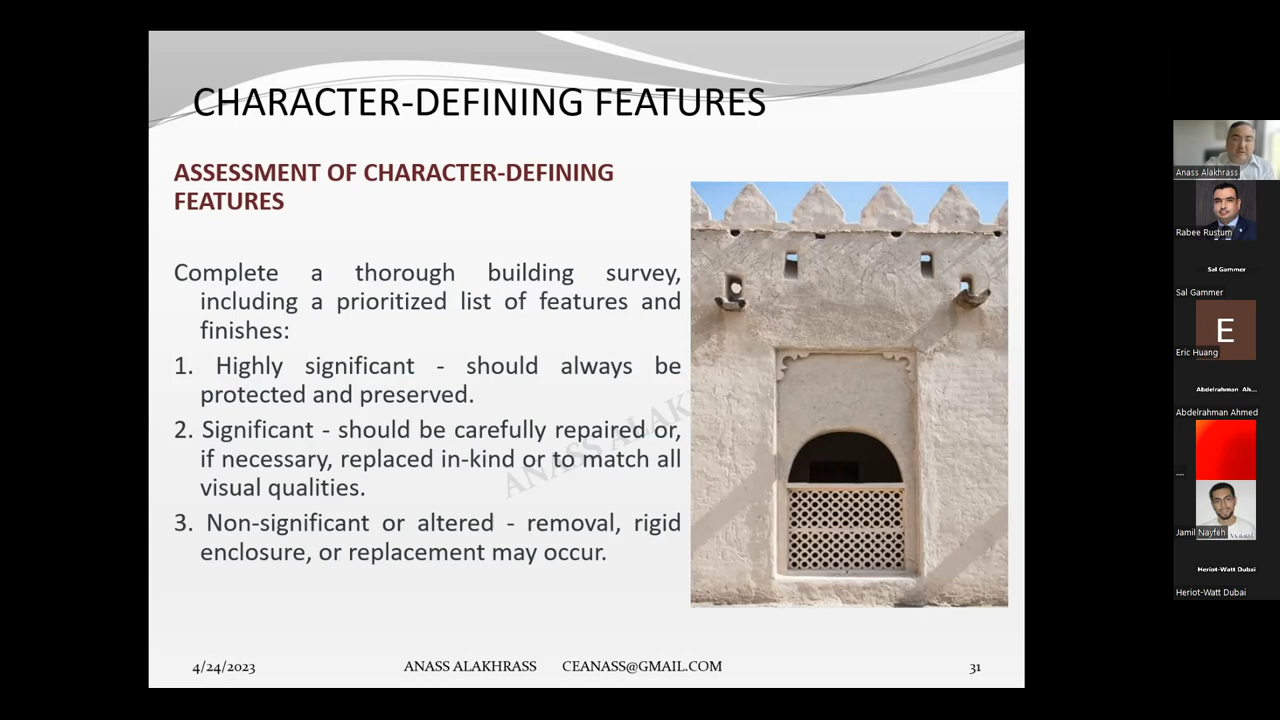 CHARACTER-DEFINING FEATURES
ASSESSMENT OF CHARACTER-DEFINING
FEATURES
Complete a thorough building survey,
including a prioritized list of features and
finishes:
1. Highly significant - should always be
protected and preserved.
2. Significant - should be carefully repaired or,
if necessary, replaced in-kind or to match all
visual qualities.
3. Non-significant or altered - removal, rigid
enclosure, or replacement may occur.
ANASS ALAK
4/24/2023 ANASS ALAKHRASS CEANASS@GMAIL.COM 31
Anass Alakhrass
Rabee Rustum
Sal Gammer
Sal Gammer
E
Eric Huang
Abdelrahman Ah...
Abdelrahman Ahmed
....
Jamil Nayfeh
Heriot-Watt Dubai
Heriot-Watt Dubai